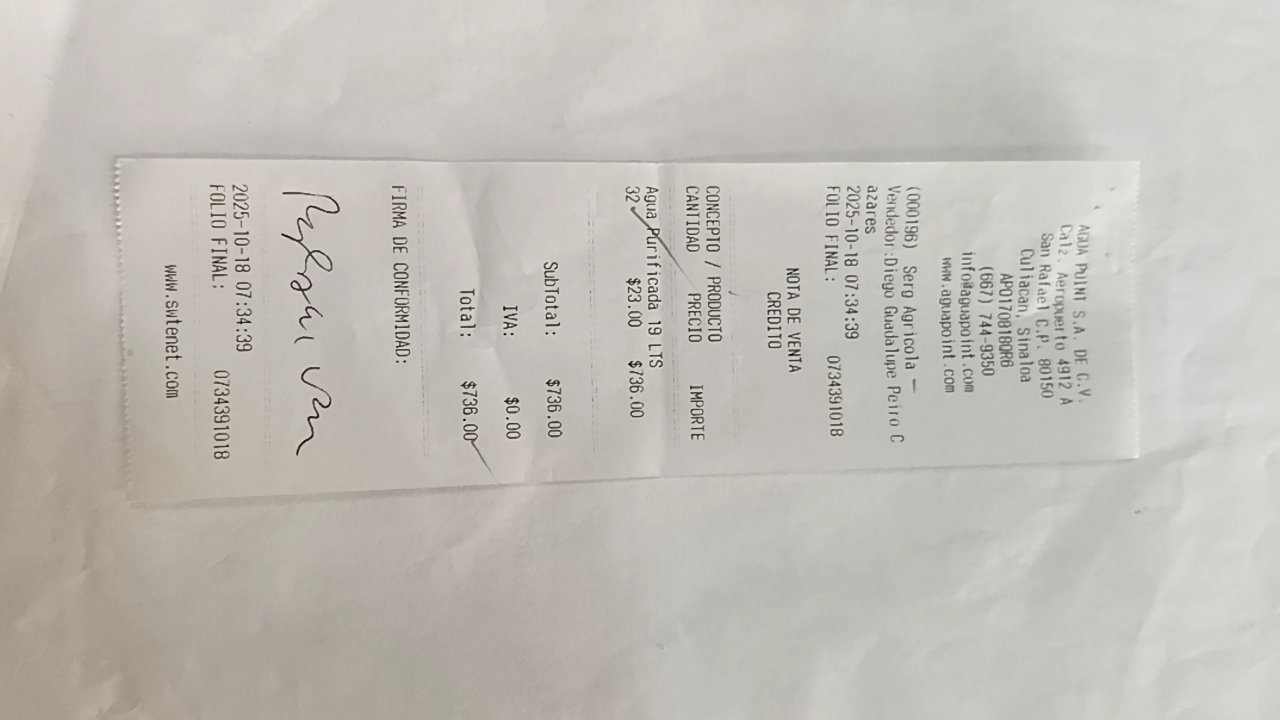 AGUA POINT S.A. DE C.V.
Calz. Aeropuerto 4912 A
San Rafael C.P. 80150
Culiacan, Sinaloa
APO170818QR6
(667) 744-9350
info@aguapoint.com
www.aguapoint.com
(000196) Serg Agricola —
Vendedor:Diego Guadalupe Peiro C
azares
2025-10-18 07:34:39
FOLIO FINAL: 0734391018
NOTA DE VENTA
CREDITO
CONCEPTO / PRODUCTO
CANTIDAD PRECIO IMPORTE
Agua Purificada 19 LTS
32 $23.00 $736.00
SubTotal: $736.00
IVA: $0.00
Total: $736.00
FIRMA DE CONFORMIDAD:
2025-10-18 07:34:39
FOLIO FINAL: 0734391018
www.swtenet.com